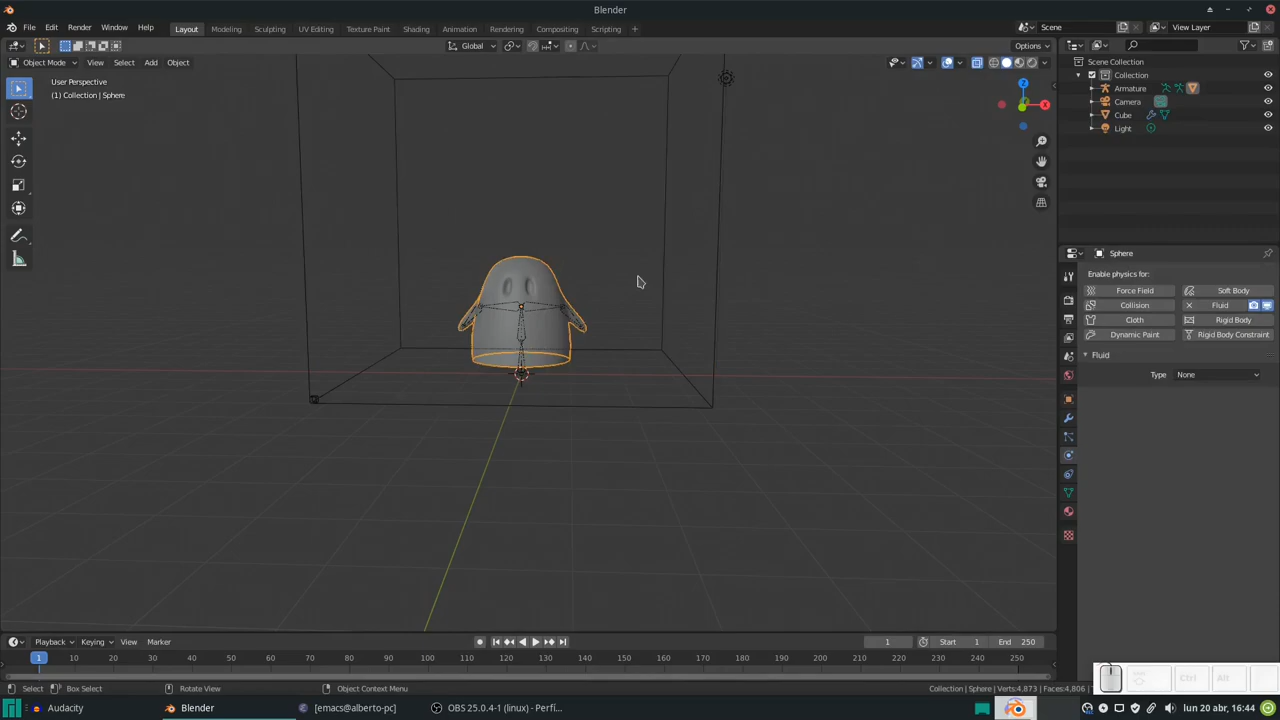 Blender
File Edit Render Window Help Layout Modeling Sculpting UV Editing Texture Paint Shading Animation Rendering Compositing Scripting + Scene View Layer
Global Options
Object Mode View Select Add Object
User Perspective
(1) Collection | Sphere
Z
X
Scene Collection
Collection
Armature
Camera
Cube
Light
Sphere
Enable physics for:
Force Field Soft Body
Collision Fluid
Cloth Rigid Body
Dynamic Paint Rigid Body Constraint
Fluid
Type None
Playback Keying View Marker 1 Start 1 End 250
1 10 20 30 40 50 60 70 80 90 100 110 120 130 140 150 160 170 180 190 200 210 220 230 240 250
Ctrl Alt
Select Box Select Rotate View Object Context Menu Collection | Sphere | Verts:4,873 | Faces:4,806
Audacity Blender [emacs@alberto-pc] OBS 25.0.4-1 (linux) - Perfi... lun 20 abr, 16:44